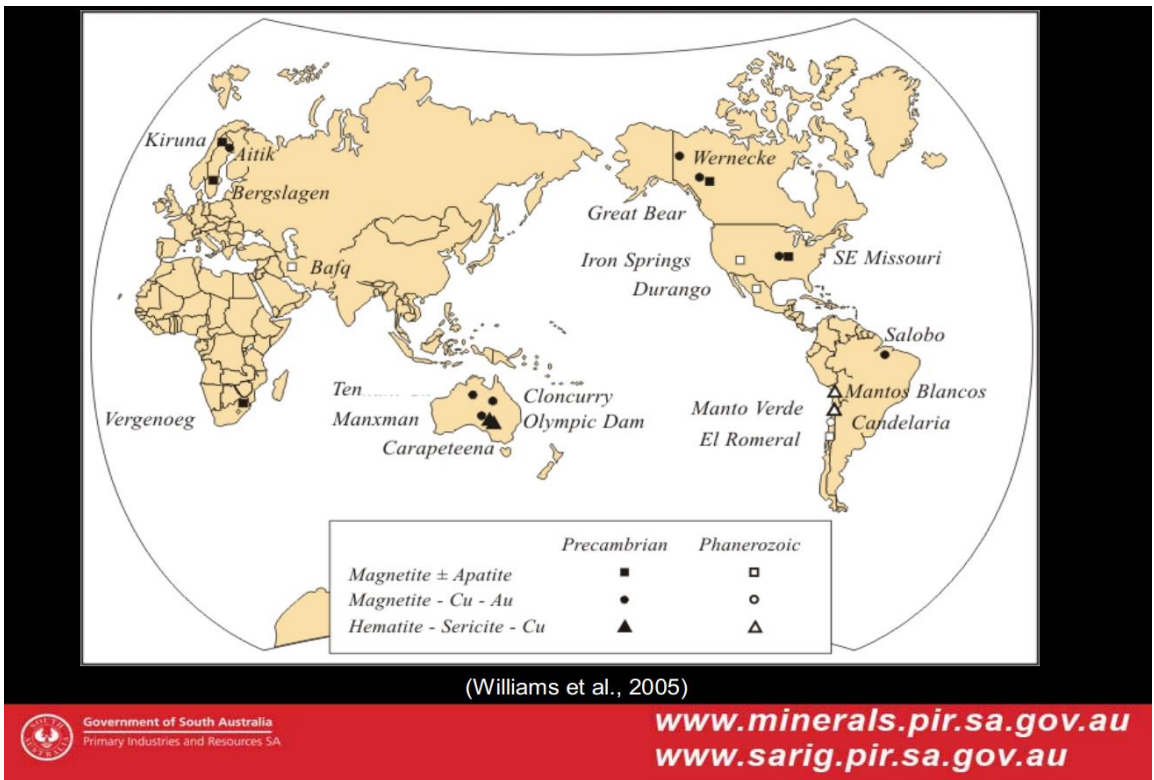 Kiruna
Aitik
Bergslagen
Bafq
Vergenoeg
Wernecke
Great Bear
Iron Springs
SE Missouri
Durango
Salobo
Mantos Blancos
Manto Verde
Candelaria
El Romeral
Cloncurry
Manxman
Olympic Dam
Carapeteena
Precambrian Phanerozoic
Magnetite ± Apatite
Magnetite - Cu - Au
Hematite - Sericite - Cu
(Williams et al., 2005)
Government of South Australia
Primary Industries and Resources SA
www.minerals.pir.sa.gov.au
www.sarig.pir.sa.gov.au